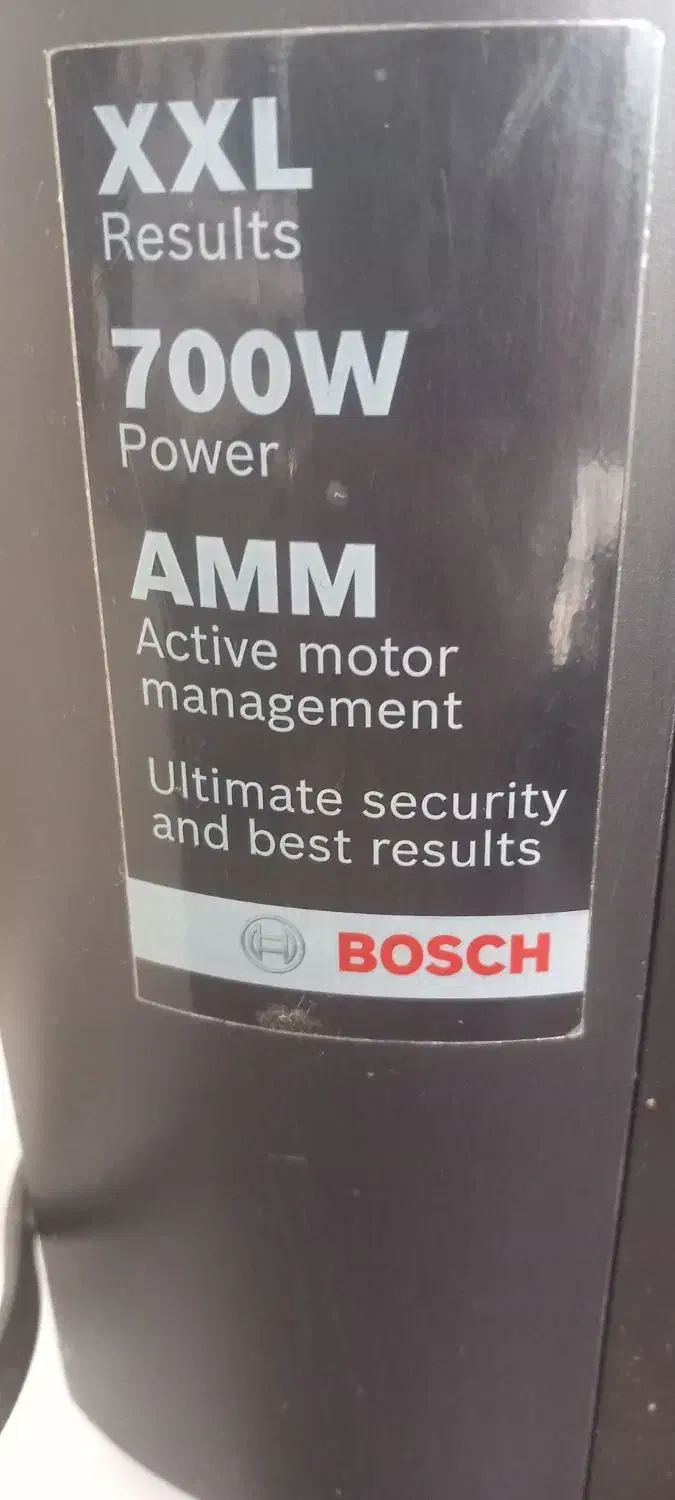 XXL
Results
700W
Power
AMM
Active motor
management
Ultimate security
and best results
BOSCH